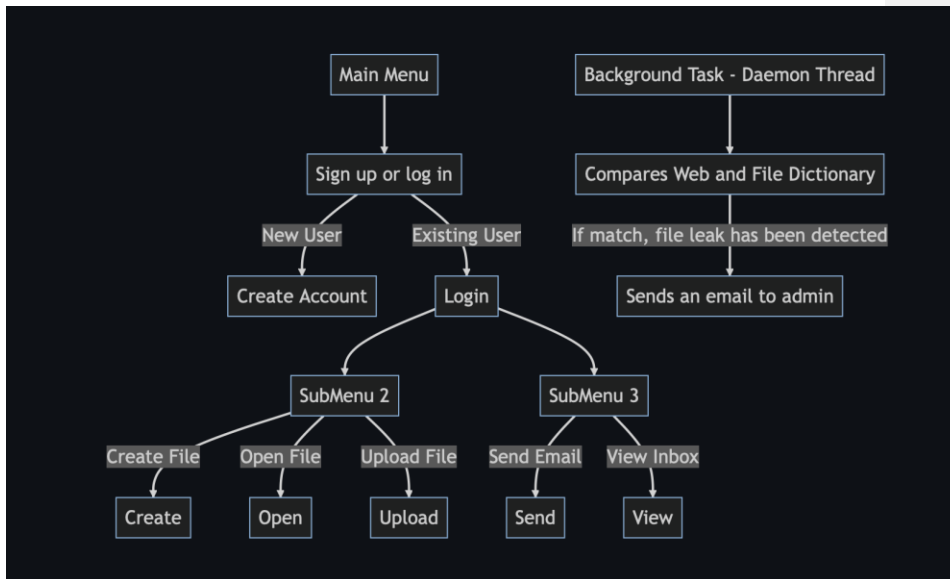 Main Menu
Background Task - Daemon Thread
Sign up or log in
Compares Web and File Dictionary
New User
Existing User
If match, file leak has been detected
Create Account
Login
Sends an email to admin
SubMenu 2
SubMenu 3
Create File
Open File
Upload File
Send Email
View Inbox
Create
Open
Upload
Send
View